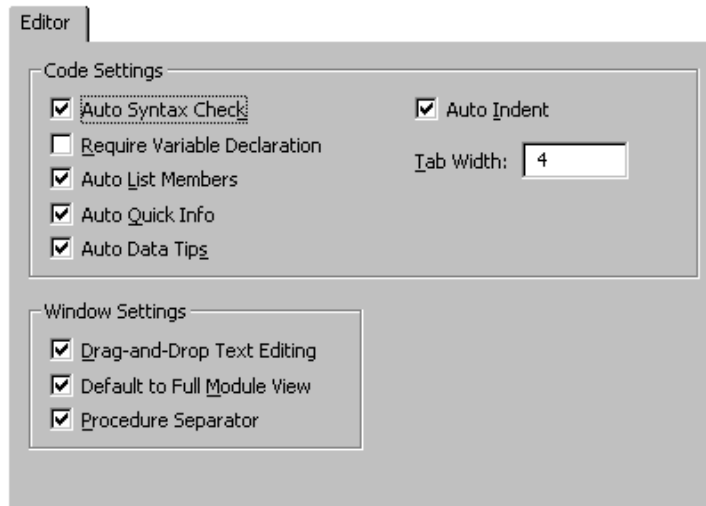 Editor
Code Settings
Auto Syntax Check
Auto Indent
Require Variable Declaration
Tab Width: 4
Auto List Members
Auto Quick Info
Auto Data Tips
Window Settings
Drag-and-Drop Text Editing
Default to Full Module View
Procedure Separator